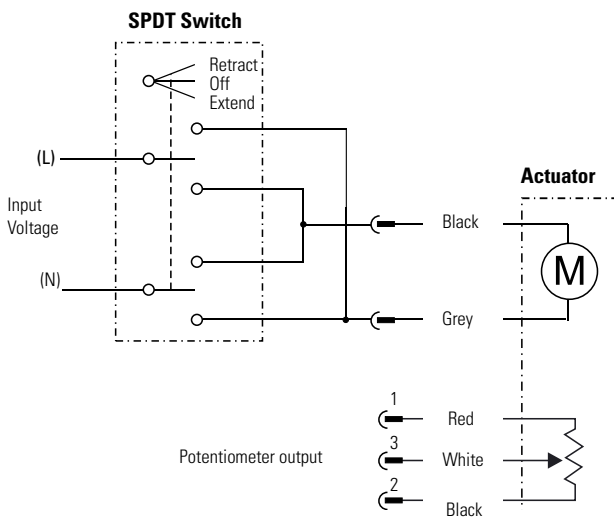 SPDT Switch
Retract
Off
Extend
(L)
Input
Voltage
(N)
Actuator
Black
M
Grey
1
Red
Potentiometer output
3
White
2
Black